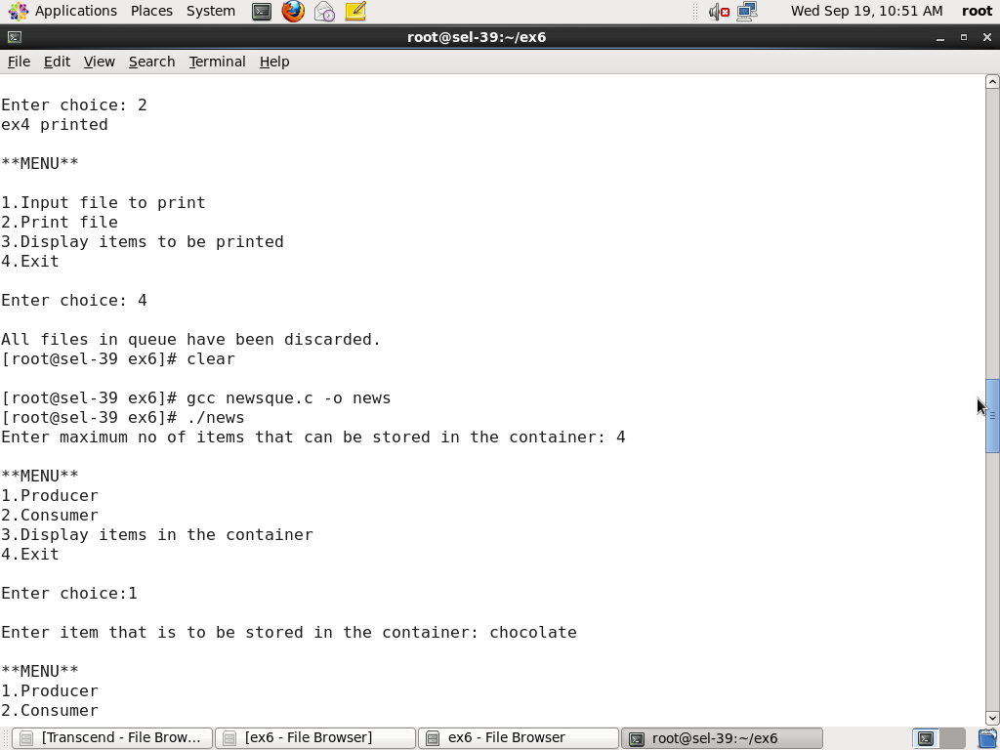 Applications Places System Wed Sep 19, 10:51 AM root
root@sel-39:~/ex6
File Edit View Search Terminal Help
Enter choice: 2
ex4 printed
**MENU**
1.Input file to print
2.Print file
3.Display items to be printed
4.Exit
Enter choice: 4
All files in queue have been discarded.
[root@sel-39 ex6]# clear
[root@sel-39 ex6]# gcc newsque.c -o news
[root@sel-39 ex6]# ./news
Enter maximum no of items that can be stored in the container: 4
**MENU**
1.Producer
2.Consumer
3.Display items in the container
4.Exit
Enter choice:1
Enter item that is to be stored in the container: chocolate
**MENU**
1.Producer
2.Consumer
[Transcend - File Brow... [ex6 - File Browser] ex6 - File Browser root@sel-39:~/ex6